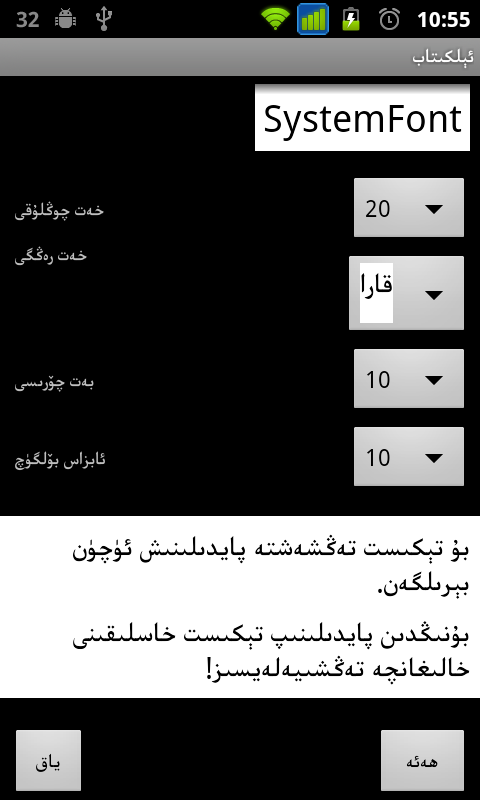 32
10:55
ئېلكىتاب
SystemFont
خەت چوڭلۇقى
20
خەت رەڭگى
قارا
بەت چۆرىسى
10
ئابزاس بۆلگۈچ
10
بۇ تېكىست تەڭشەشتە پايدىلىنىش ئۈچۈن
بېرىلگەن.
بۇنىڭدىن پايدىلىنىپ تېكىست خاسلىقىنى
خالىغانچە تەڭشىيەلەيسىز!
ياق
ھەئە